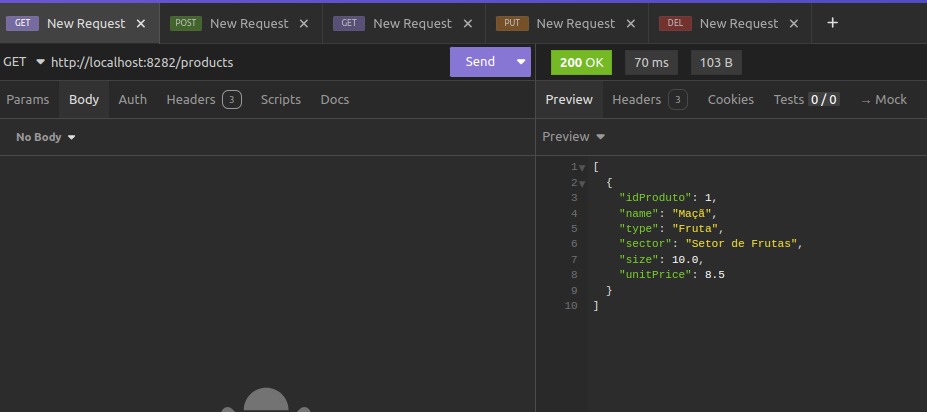 GET New Request ✕ POST New Request ✕ GET New Request ✕ PUT New Request ✕ DEL New Request ✕ +
GET http://localhost:8282/products Send
200 OK 70 ms 103 B
Params Body Auth Headers 3 Scripts Docs
Preview Headers 3 Cookies Tests 0 / 0 → Mock
No Body
Preview
1 [
2 {
3 "idProduto": 1,
4 "name": "Maçã",
5 "type": "Fruta",
6 "sector": "Setor de Frutas",
7 "size": 10.0,
8 "unitPrice": 8.5
9 }
10 ]